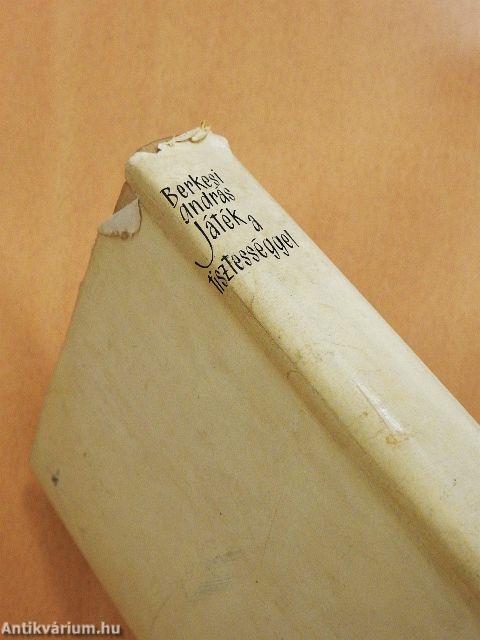 Berkesi
andrás
Játék a
tisztességgel
Antikvárium.hu